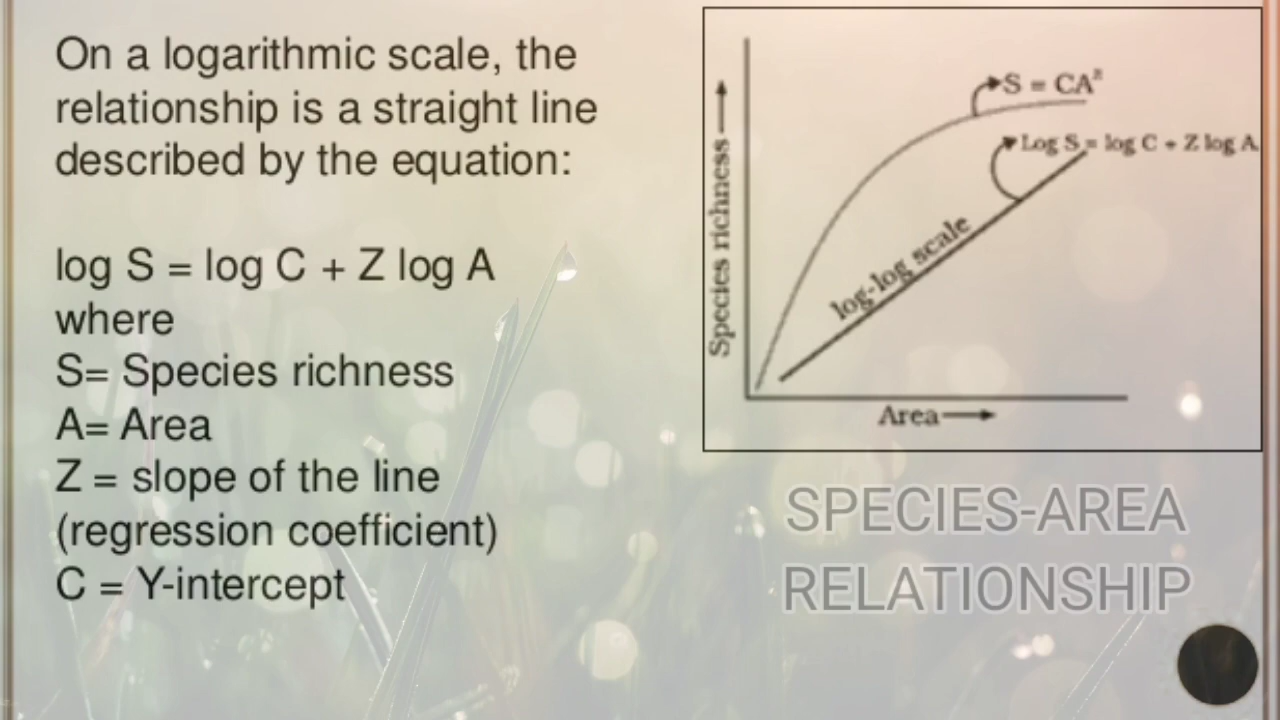 On a logarithmic scale, the
relationship is a straight line
described by the equation:
log S = log C + Z log A
where
S= Species richness
A= Area
Z = slope of the line
(regression coefficient)
C = Y-intercept
Species richness
S = CAᶻ
Log S = log C + Z log A
log-log scale
Area
SPECIES-AREA
RELATIONSHIP